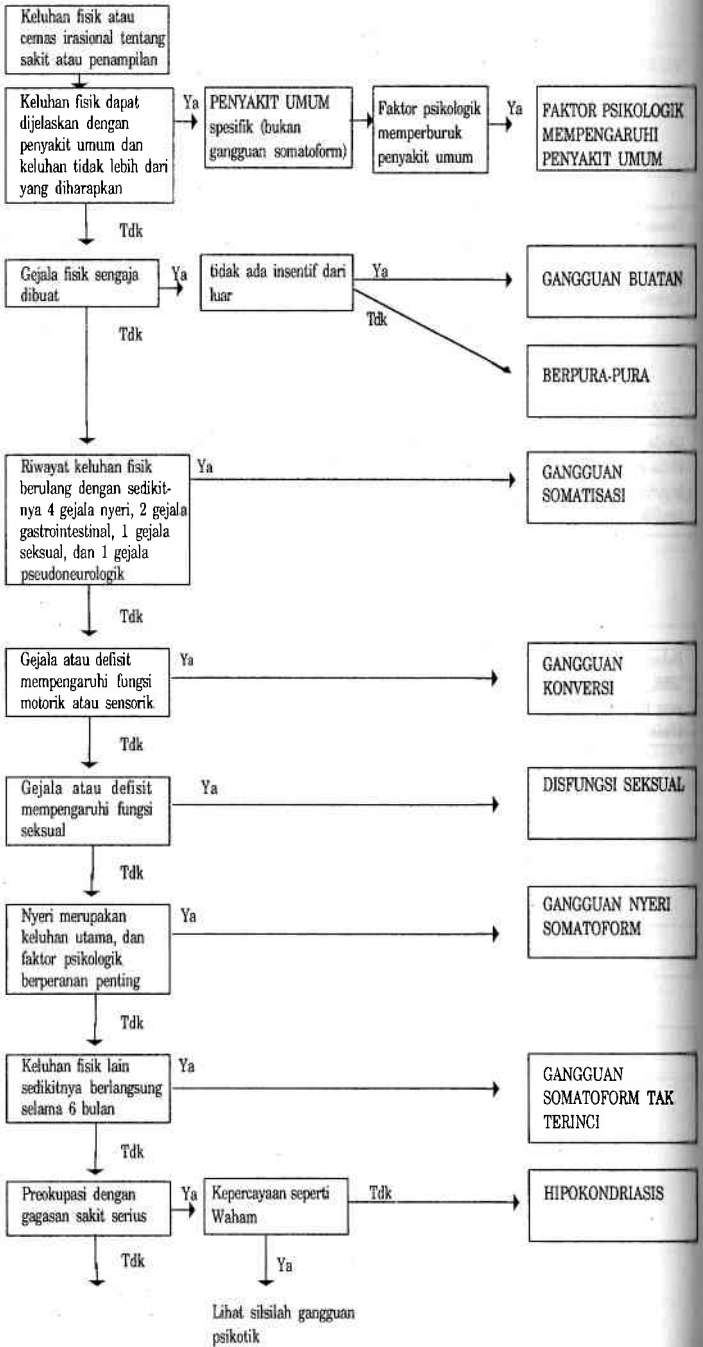 Keluhan fisik atau
cemas irasional tentang
sakit atau penampilan
Keluhan fisik dapat
dijelaskan dengan
penyakit umum dan
keluhan tidak lebih dari
yang diharapkan
Ya
PENYAKIT UMUM
spesifik (bukan
gangguan somatoform)
Faktor psikologik
memperburuk
penyakit umum
Ya
FAKTOR PSIKOLOGIK
MEMPENGARUHI
PENYAKIT UMUM
Tdk
Gejala fisik sengaja
dibuat
Ya
tidak ada insentif dari
luar
Ya
GANGGUAN BUATAN
Tdk
BERPURA-PURA
Tdk
Riwayat keluhan fisik
berulang dengan sedikit-
nya 4 gejala nyeri, 2 gejala
gastrointestinal, 1 gejala
seksual, dan 1 gejala
pseudoneurologik
Ya
GANGGUAN
SOMATISASI
Tdk
Gejala atau defisit
mempengaruhi fungsi
motorik atau sensorik
Ya
GANGGUAN
KONVERSI
Tdk
Gejala atau defisit
mempengaruhi fungsi
seksual
Ya
DISFUNGSI SEKSUAL
Tdk
Nyeri merupakan
keluhan utama, dan
faktor psikologik
berperanan penting
Ya
GANGGUAN NYERI
SOMATOFORM
Tdk
Keluhan fisik lain
sedikitnya berlangsung
selama 6 bulan
Ya
GANGGUAN
SOMATOFORM TAK
TERINCI
Tdk
Preokupasi dengan
gagasan sakit serius
Ya
Kepercayaan seperti
Waham
Tdk
HIPOKONDRIASIS
Tdk
Ya
Lihat silsilah gangguan
psikotik